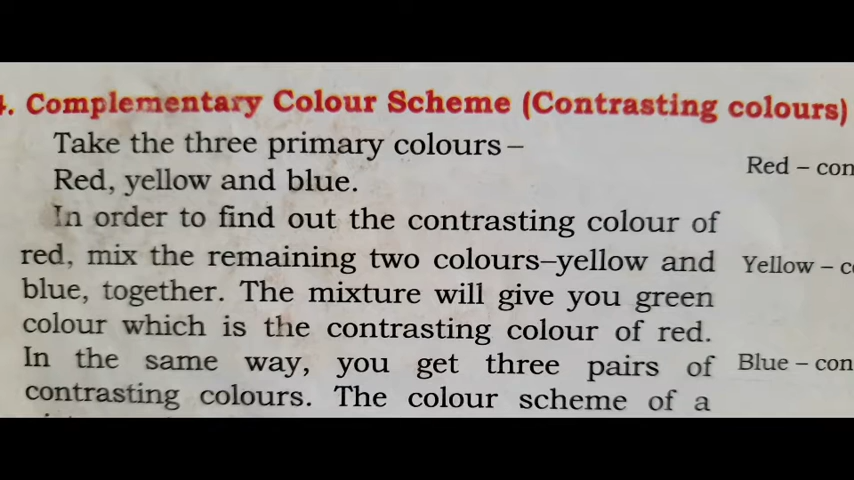 4. Complementary Colour Scheme (Contrasting colours)
Take the three primary colours –
Red, yellow and blue.
In order to find out the contrasting colour of
red, mix the remaining two colours–yellow and
blue, together. The mixture will give you green
colour which is the contrasting colour of red.
In the same way, you get three pairs of
contrasting colours. The colour scheme of a
Red – con
Yellow – c
Blue – con